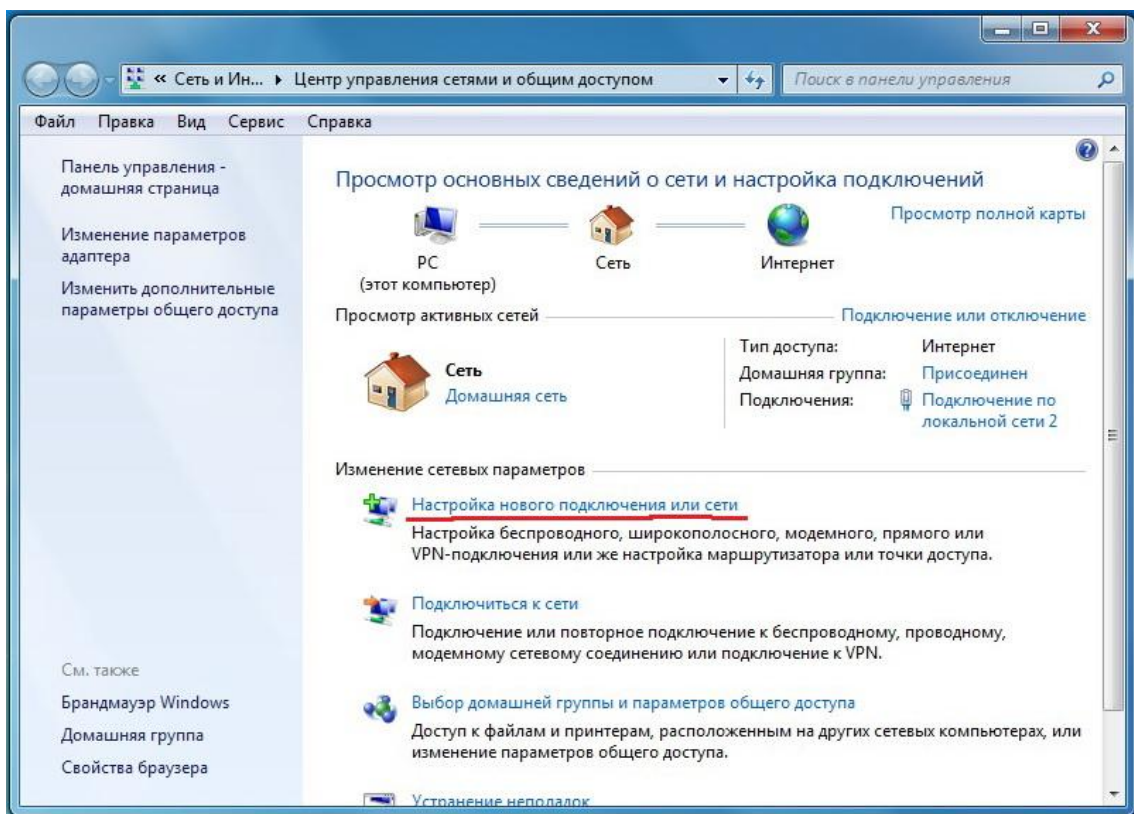 « Сеть и Ин... ▸ Центр управления сетями и общим доступом
Поиск в панели управления
Файл Правка Вид Сервис Справка
Панель управления -
домашняя страница
Изменение параметров
адаптера
Изменить дополнительные
параметры общего доступа
См. также
Брандмауэр Windows
Домашняя группа
Свойства браузера
Просмотр основных сведений о сети и настройка подключений
Просмотр полной карты
PC
(этот компьютер)
Сеть
Интернет
Просмотр активных сетей
Подключение или отключение
Сеть
Домашняя сеть
Тип доступа: Интернет
Домашняя группа: Присоединен
Подключения: Подключение по
локальной сети 2
Изменение сетевых параметров
Настройка нового подключения или сети
Настройка беспроводного, широкополосного, модемного, прямого или
VPN-подключения или же настройка маршрутизатора или точки доступа.
Подключиться к сети
Подключение или повторное подключение к беспроводному, проводному,
модемному сетевому соединению или подключение к VPN.
Выбор домашней группы и параметров общего доступа
Доступ к файлам и принтерам, расположенным на других сетевых компьютерах, или
изменение параметров общего доступа.
Устранение неполадок